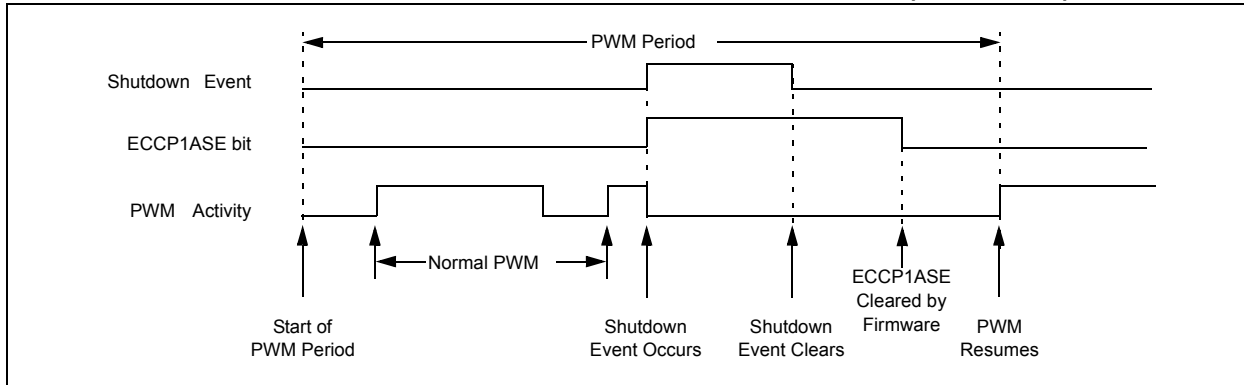 PWM Period
Shutdown Event
ECCP1ASE bit
PWM Activity
Normal PWM
Start of
PWM Period
Shutdown
Event Occurs
Shutdown
Event Clears
ECCP1ASE
Cleared by
Firmware
PWM
Resumes